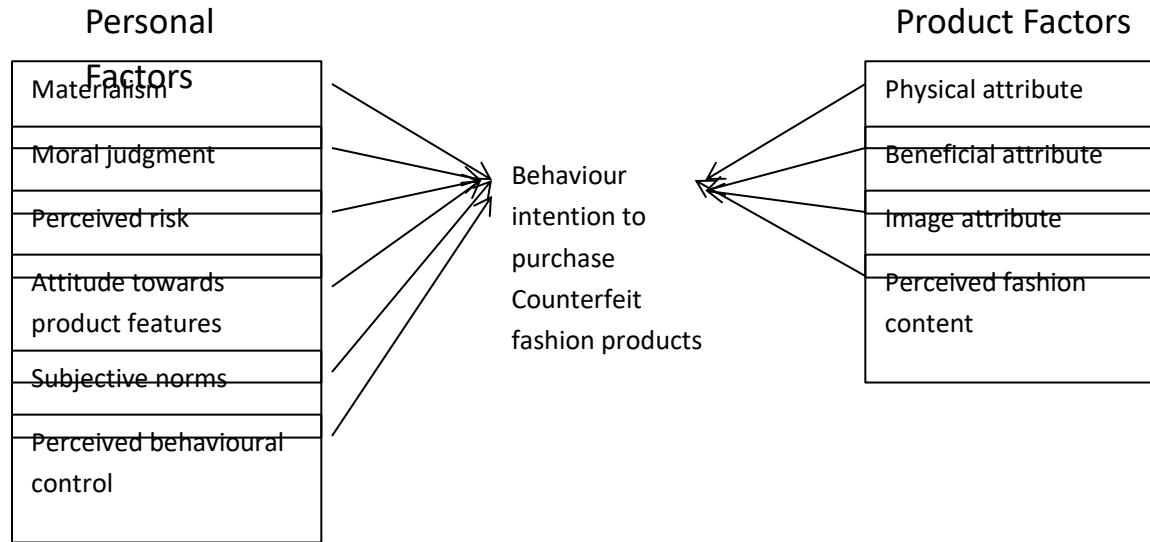 Personal
Factors
Materialism
Moral judgment
Perceived risk
Attitude towards
product features
Subjective norms
Perceived behavioural
control
Behaviour
intention to
purchase
Counterfeit
fashion products
Product Factors
Physical attribute
Beneficial attribute
Image attribute
Perceived fashion
content